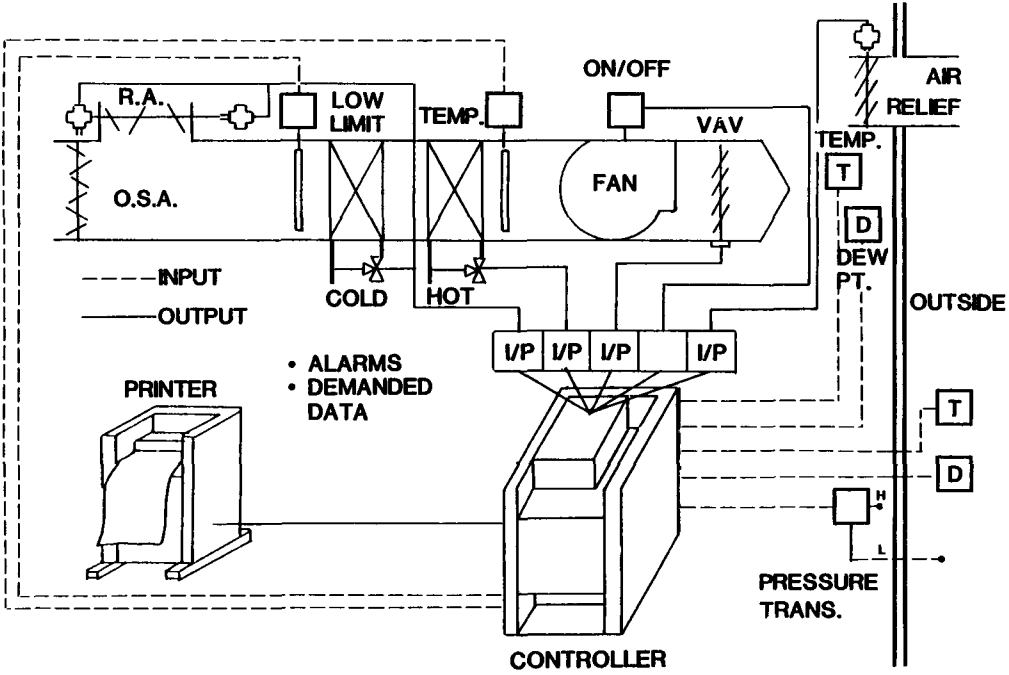 ON/OFF
AIR
RELIEF
R.A.
LOW
LIMIT
TEMP.
VAV
TEMP.
T
FAN
O.S.A.
D
DEW
PT.
INPUT
COLD
HOT
OUTSIDE
OUTPUT
I/P I/P I/P I/P
• ALARMS
• DEMANDED
DATA
PRINTER
T
D
H
L
PRESSURE
TRANS.
CONTROLLER